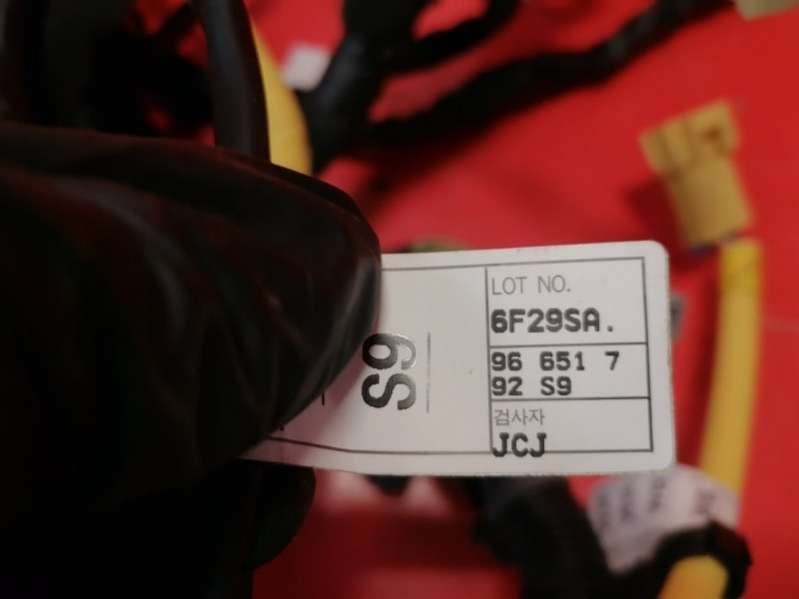 S9
LOT NO.
6F29SA.
96 651 7
92 S9
검사자
JCJ